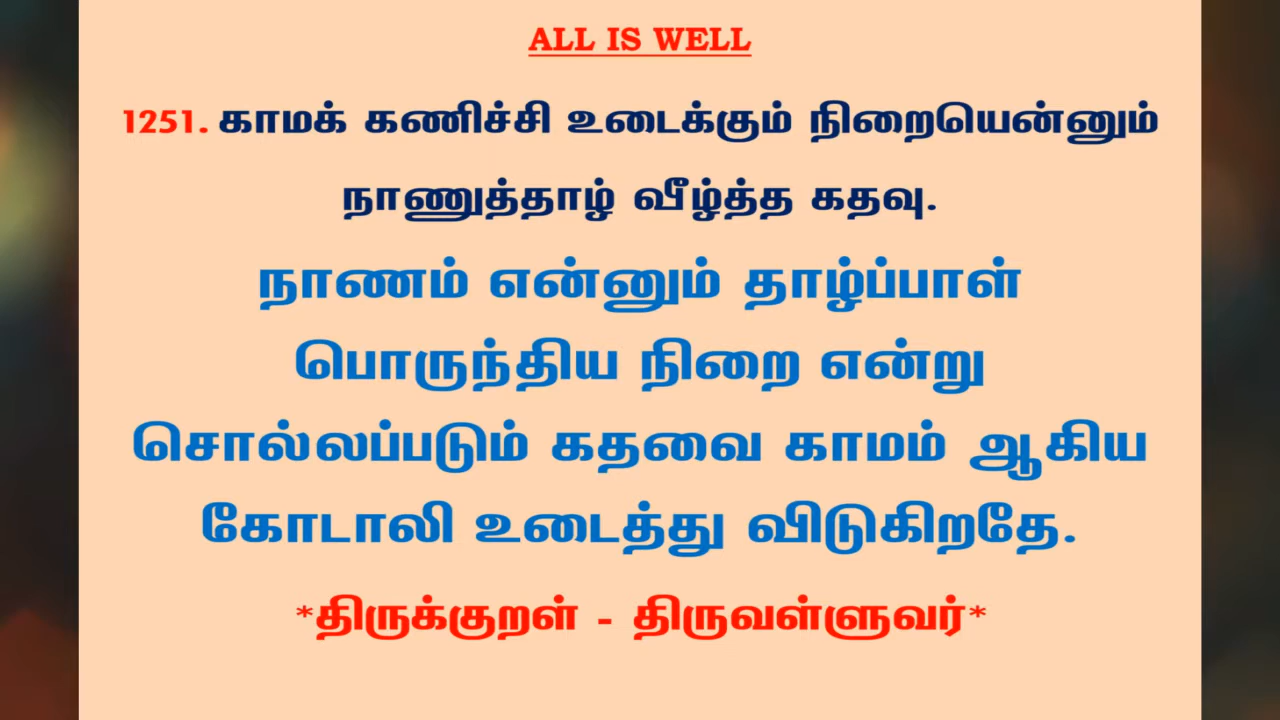 ALL IS WELL
1251. காமக் கணிச்சி உடைக்கும் நிறையென்னும்
நாணுத்தாழ் வீழ்த்த கதவு.
நாணம் என்னும் தாழ்ப்பாள்
பொருந்திய நிறை என்று
சொல்லப்படும் கதவை காமம் ஆகிய
கோடாலி உடைத்து விடுகிறதே.
*திருக்குறள் - திருவள்ளுவர்*